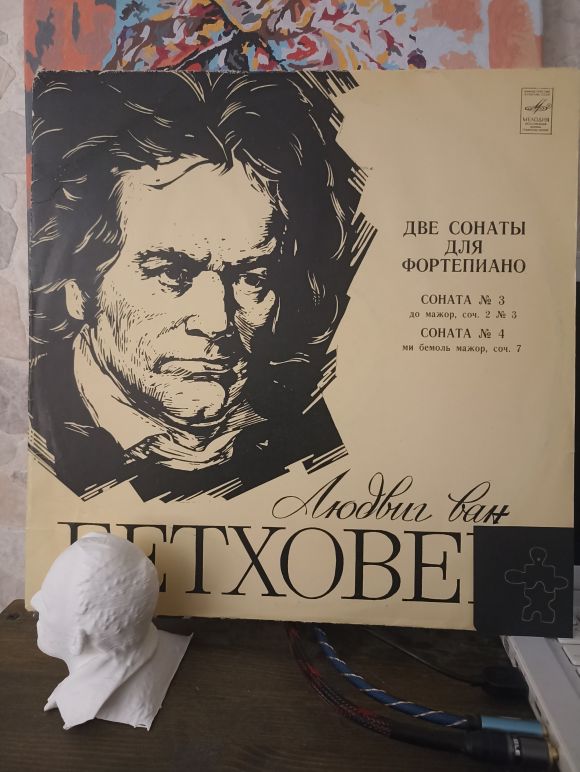 МЕЛОДИЯ
ДВЕ СОНАТЫ
ДЛЯ
ФОРТЕПИАНО
СОНАТА № 3
до мажор, соч. 2 № 3
СОНАТА № 4
ми бемоль мажор, соч. 7
Людвиг ван
ЕТХОВЕ